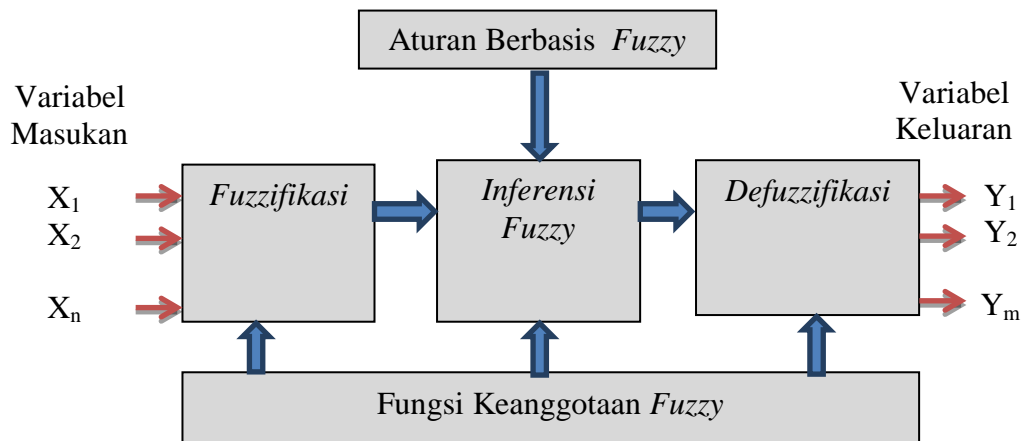 Aturan Berbasis Fuzzy
Variabel
Masukan
Variabel
Keluaran
Fuzzifikasi
Inferensi
Fuzzy
Defuzzifikasi
X1
X2
Xn
Y1
Y2
Ym
Fungsi Keanggotaan Fuzzy